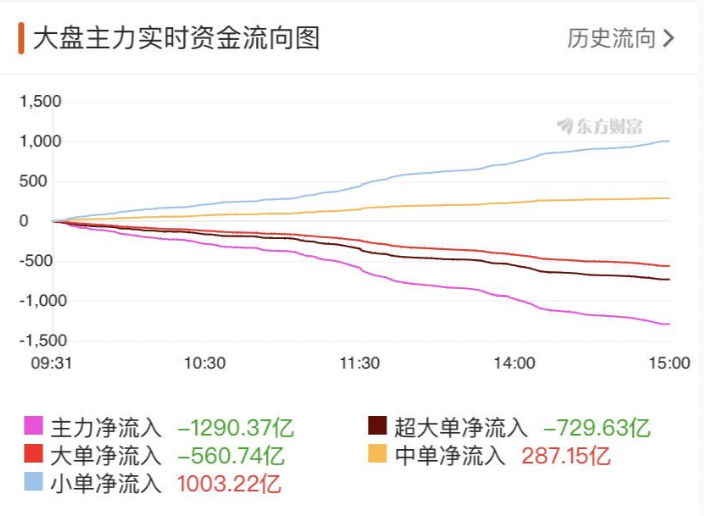 大盘主力实时资金流向图 历史流向
东方财富
1,500
1,000
500
0
-500
-1,000
-1,500
09:31 10:30 11:30 14:00 15:00
主力净流入 -1290.37亿 超大单净流入 -729.63亿
大单净流入 -560.74亿 中单净流入 287.15亿
小单净流入 1003.22亿